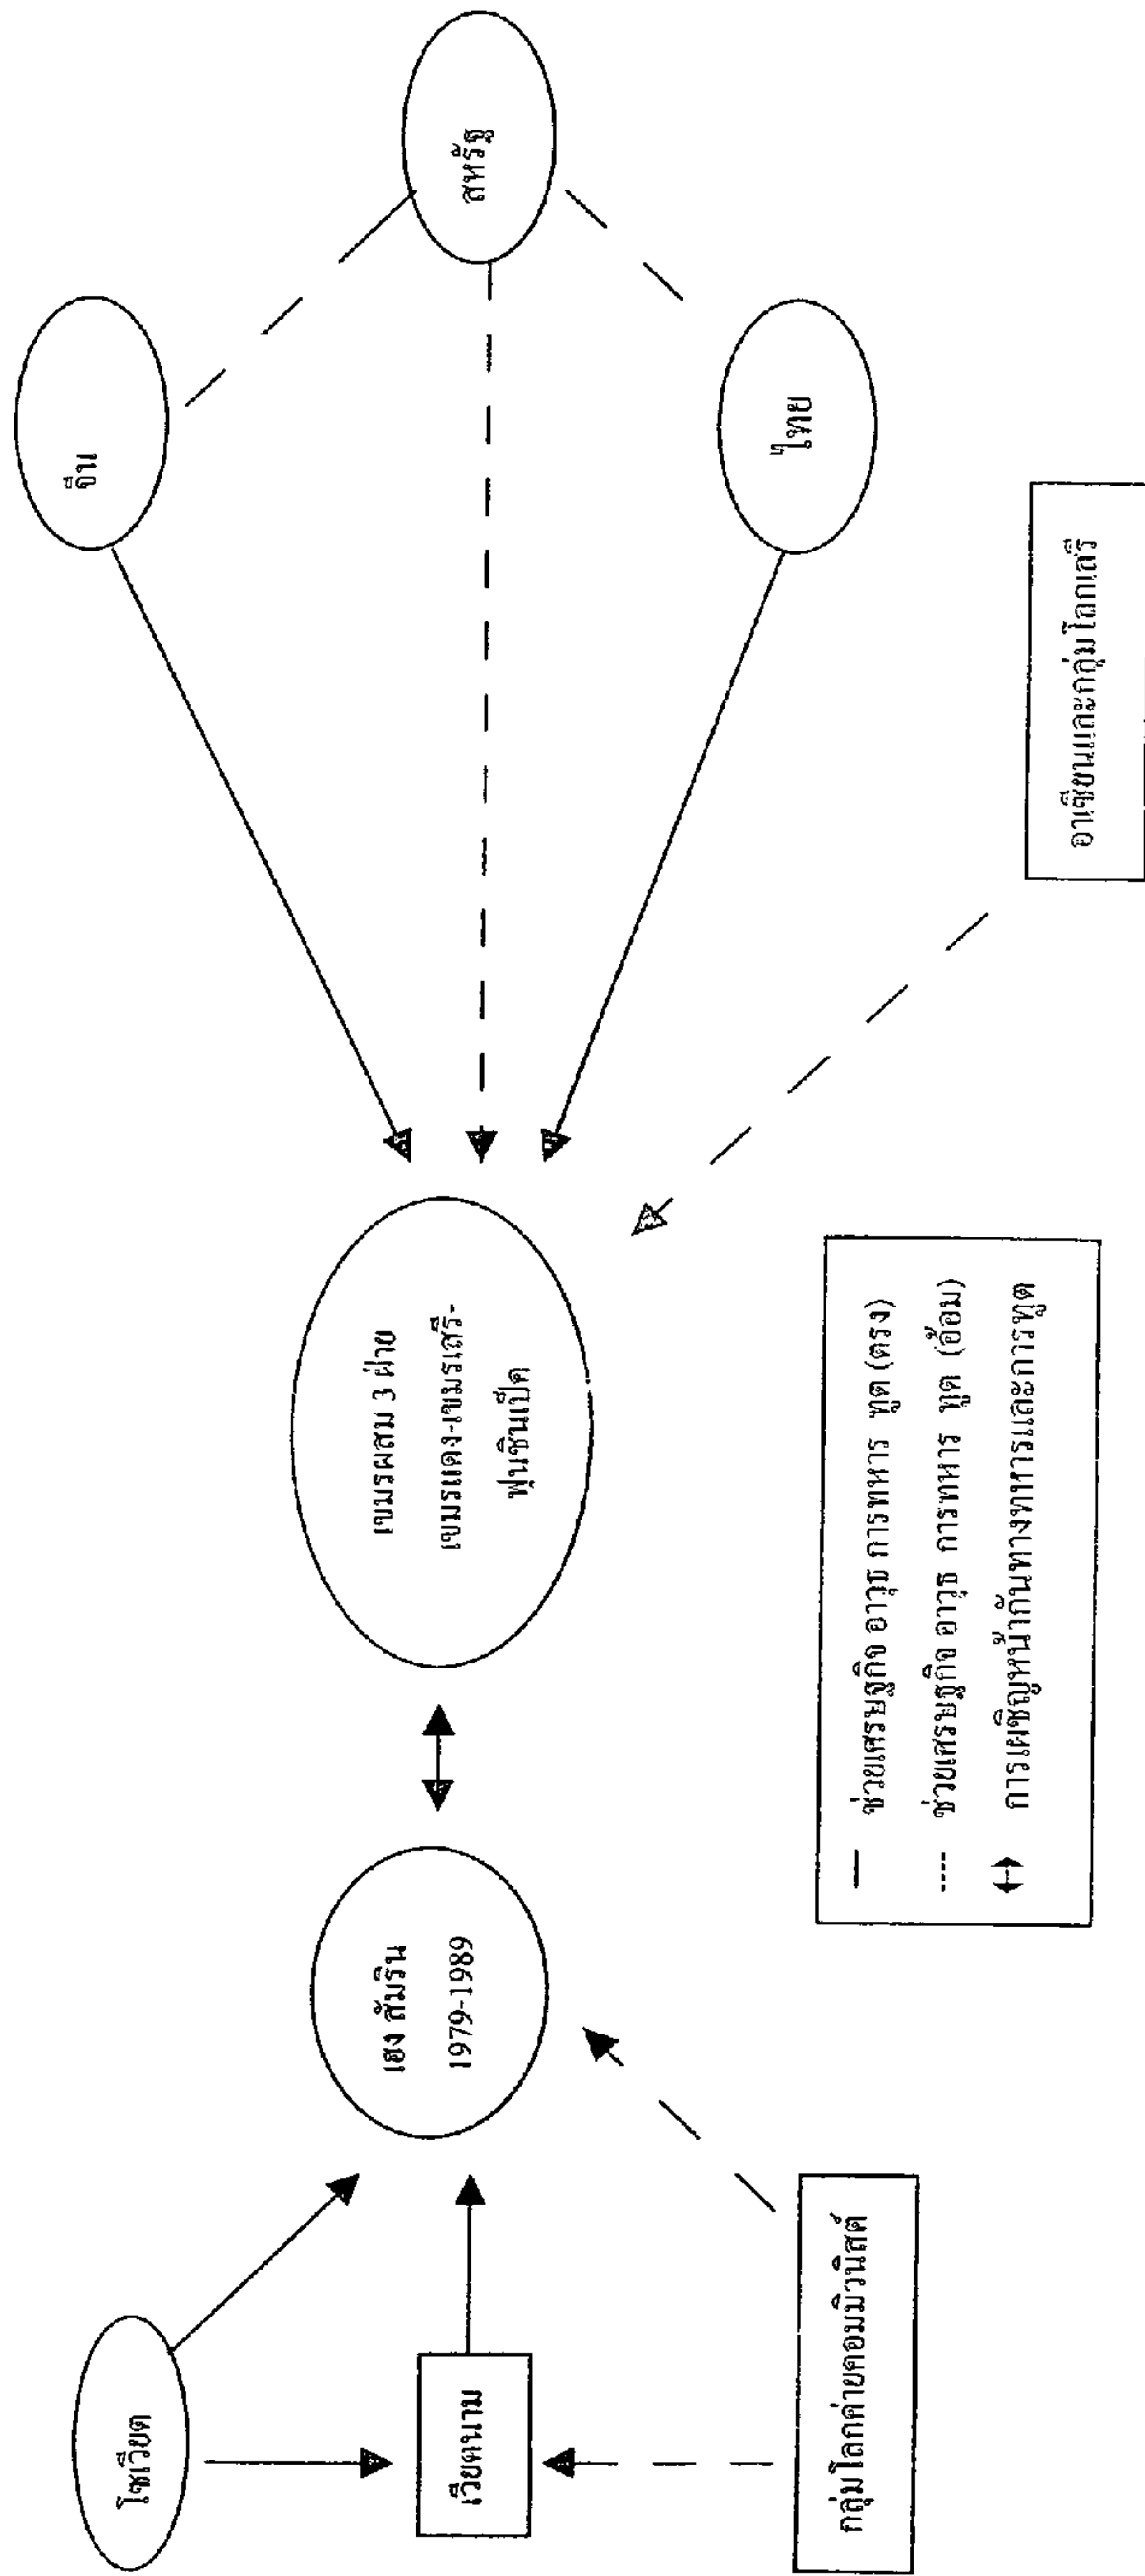 โซเวียต
เวียดนาม
กลุ่มโลกค่ายคอมมิวนิสต์
เฮง สัมริน
1979-1989
เขมรผสม 3 ฝ่าย
เขมรแดง-เขมรเสรี-
ฟุนซินเป็ค
จีน
สหรัฐ
ไทย
อาเซียนและกลุ่มโลกเสรี
ช่วยเศรษฐกิจ อาวุธ การทหาร ทูต (ตรง)
ช่วยเศรษฐกิจ อาวุธ การทหาร ทูต (อ้อม)
การเผชิญหน้ากันทางทหารและการทูต